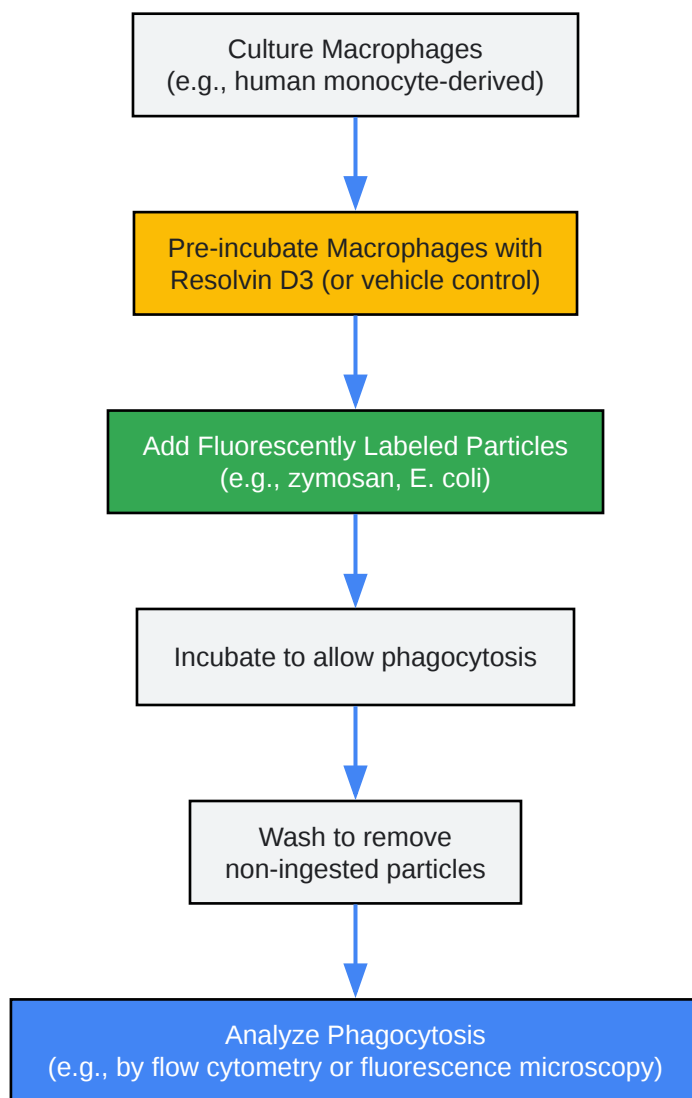 Culture Macrophages
(e.g., human monocyte-derived)
Pre-incubate Macrophages with
Resolvin D3 (or vehicle control)
Add Fluorescently Labeled Particles
(e.g., zymosan, E. coli)
Incubate to allow phagocytosis
Wash to remove
non-ingested particles
Analyze Phagocytosis
(e.g., by flow cytometry or fluorescence microscopy)